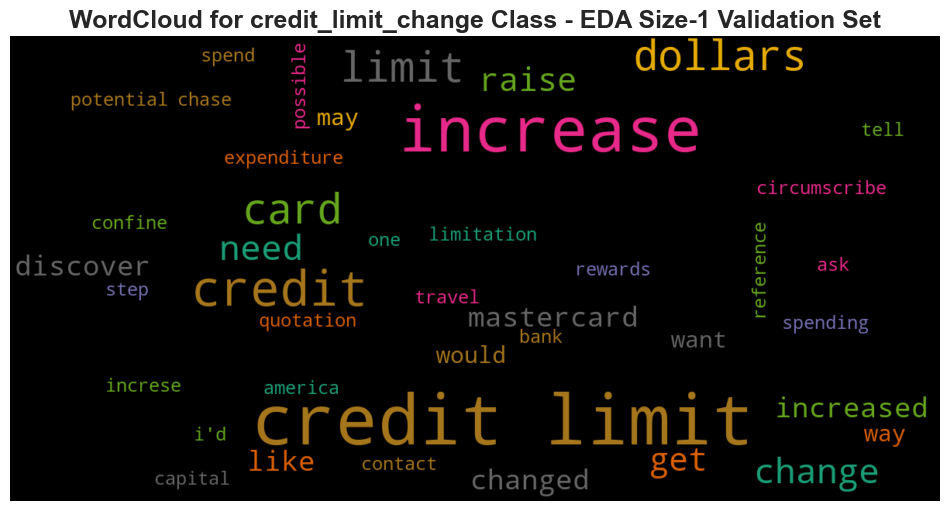 WordCloud for credit_limit_change Class - EDA Size-1 Validation Set
spend
possible
limit
raise
dollars
potential chase
may
increase
tell
expenditure
circumscribe
card
confine
need
one
limitation
reference
discover
step
credit
rewards
ask
travel
quotation
mastercard
spending
bank
want
would
increse
america
credit limit
increased
i'd
way
like
contact
get
capital
changed
change